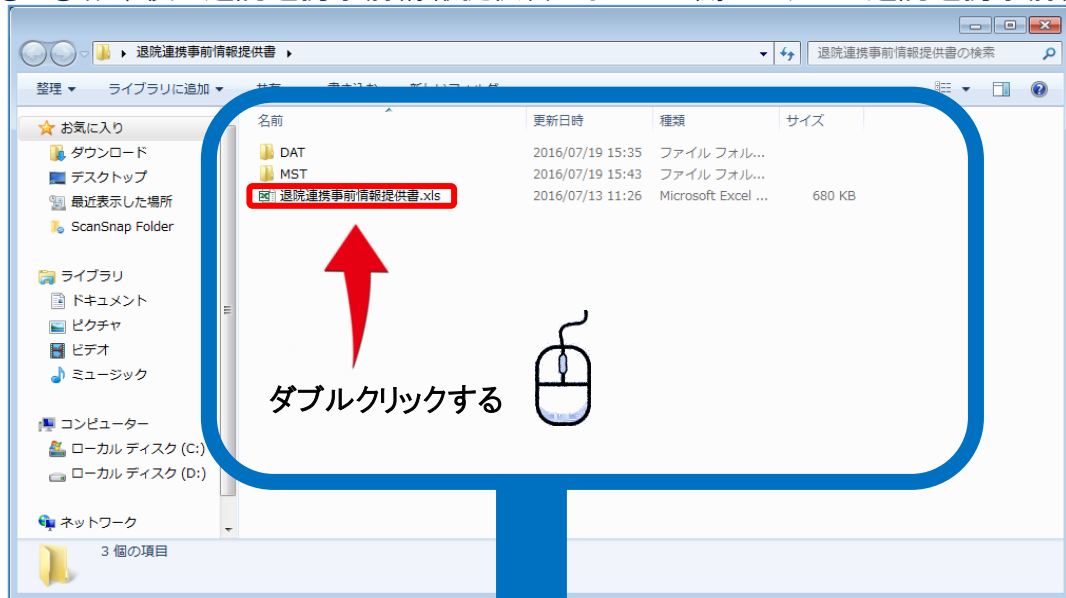 退院連携事前情報提供書
退院連携事前情報提供書の検索
整理
ライブラリに追加
名前
更新日時
種類
サイズ
お気に入り
ダウンロード
デスクトップ
最近表示した場所
ScanSnap Folder
ライブラリ
ドキュメント
ピクチャ
ビデオ
ミュージック
コンピューター
ローカル ディスク (C:)
ローカル ディスク (D:)
ネットワーク
DAT 2016/07/19 15:35 ファイル フォル...
MST 2016/07/19 15:43 ファイル フォル...
退院連携事前情報提供書.xls 2016/07/13 11:26 Microsoft Excel ... 680 KB
ダブルクリックする
3 個の項目